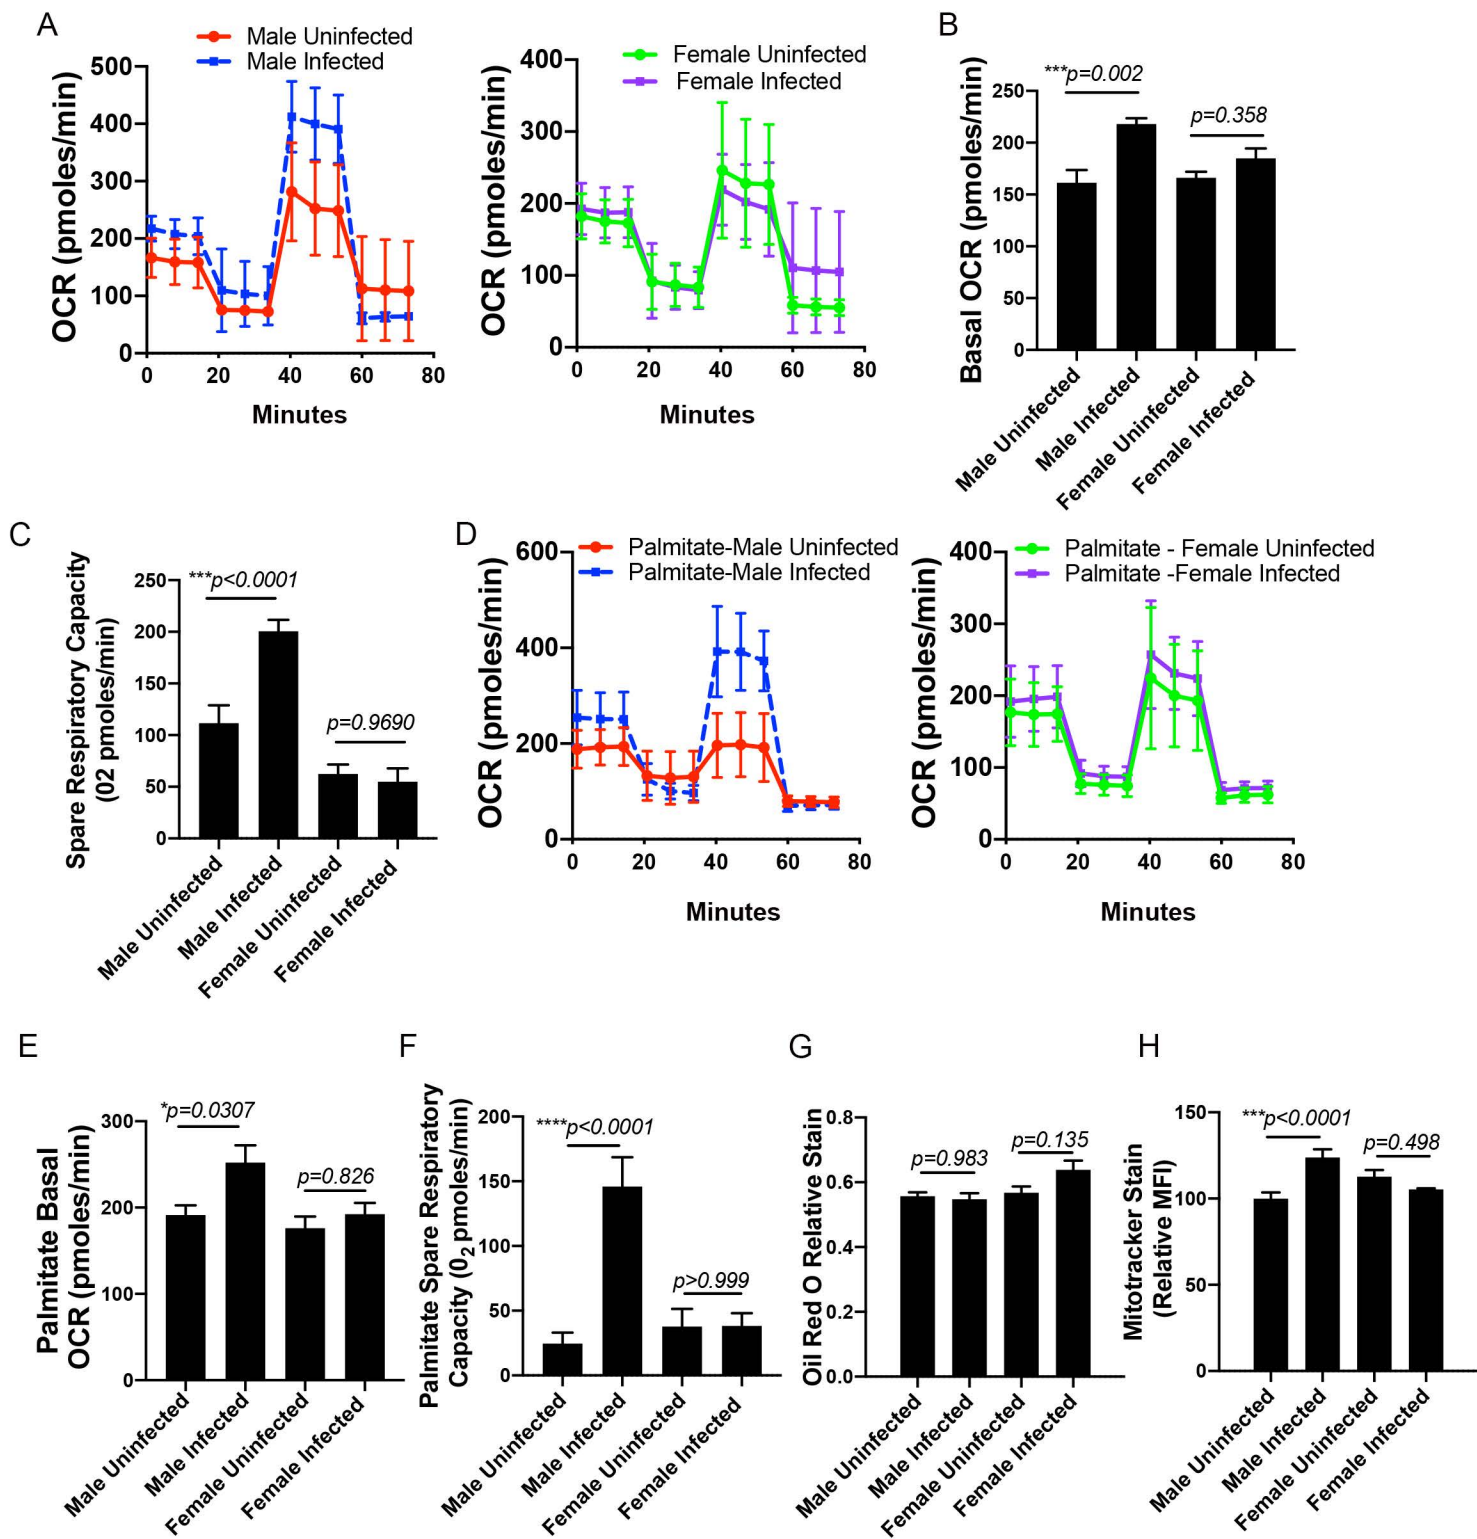 A
Male Uninfected
Male Infected
OCR (pmoles/min)
500
400
300
200
100
0
0 20 40 60 80
Minutes
Female Uninfected
Female Infected
OCR (pmoles/min)
400
300
200
100
0
0 20 40 60 80
Minutes
B
***p=0.002
p=0.358
Basal OCR (pmoles/min)
250
200
150
100
50
0
Male Uninfected
Male Infected
Female Uninfected
Female Infected
C
***p<0.0001
p=0.9690
Spare Respiratory Capacity
(02 pmoles/min)
250
200
150
100
50
0
Male Uninfected
Male Infected
Female Uninfected
Female Infected
D
Palmitate-Male Uninfected
Palmitate-Male Infected
OCR (pmoles/min)
600
400
200
0
0 20 40 60 80
Minutes
Palmitate - Female Uninfected
Palmitate -Female Infected
OCR (pmoles/min)
400
300
200
100
0
0 20 40 60 80
Minutes
E
*p=0.0307
p=0.826
Palmitate Basal
OCR (pmoles/min)
300
200
100
0
Male Uninfected
Male Infected
Female Uninfected
Female Infected
F
****p<0.0001
p>0.999
Palmitate Spare Respiratory
Capacity (0₂ pmoles/min)
200
150
100
50
0
Male Uninfected
Male Infected
Female Uninfected
Female Infected
G
p=0.983
p=0.135
Oil Red O Relative Stain
0.8
0.6
0.4
0.2
0.0
Male Uninfected
Male Infected
Female Uninfected
Female Infected
H
***p<0.0001
p=0.498
Mitotracker Stain
(Relative MFI)
150
100
50
0
Male Uninfected
Male Infected
Female Uninfected
Female Infected